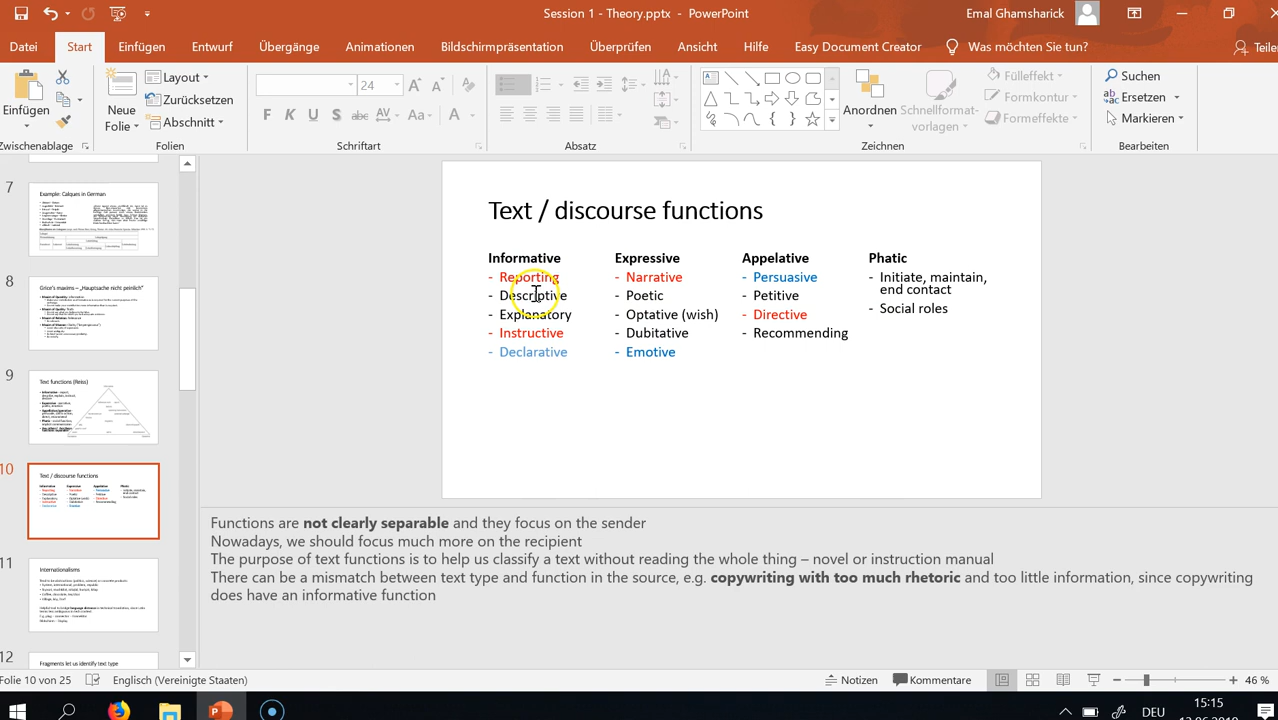 Session 1 - Theory.pptx - PowerPoint
Emal Ghamsharick
Datei Start Einfügen Entwurf Übergänge Animationen Bildschirmpräsentation Überprüfen Ansicht Hilfe Easy Document Creator Was möchten Sie tun?
Einfügen
Neue
Folie
Layout
Zurücksetzen
Abschnitt
24
F K U S abc AV Aa A
Anordnen
Schnellformat-
vorlagen
Fülleffekt
Formkontur
Formeffekte
Suchen
Ersetzen
Markieren
Folien Schriftart Absatz Zeichnen Bearbeiten
7
Example: Calques in German
8
Grice's maxims – „Hauptsache nicht peinlich"
9
Text functions (Reiss)
10
Text / discourse functions
11
Internationalisms
12
Fragments let us identify text type
Text / discourse functions
Informative
- Reporting
- Descriptive
- Explanatory
- Instructive
- Declarative
Expressive
- Narrative
- Poetic
- Optative (wish)
- Dubitative
- Emotive
Appelative
- Persuasive
- Petitive
- Directive
- Recommending
Phatic
- Initiate, maintain,
end contact
- Social roles
Functions are not clearly separable and they focus on the sender
Nowadays, we should focus much more on the recipient
The purpose of text functions is to help us classify a text without reading the whole thing – novel or instruction manual
There can be a mismatch between text type and function in the source, e.g. copywriting with too much rhetoric and too little information, since copywriting
does have an informative function
Folie 10 von 25 Englisch (Vereinigte Staaten) Notizen Kommentare 46 %
DEU
15:15